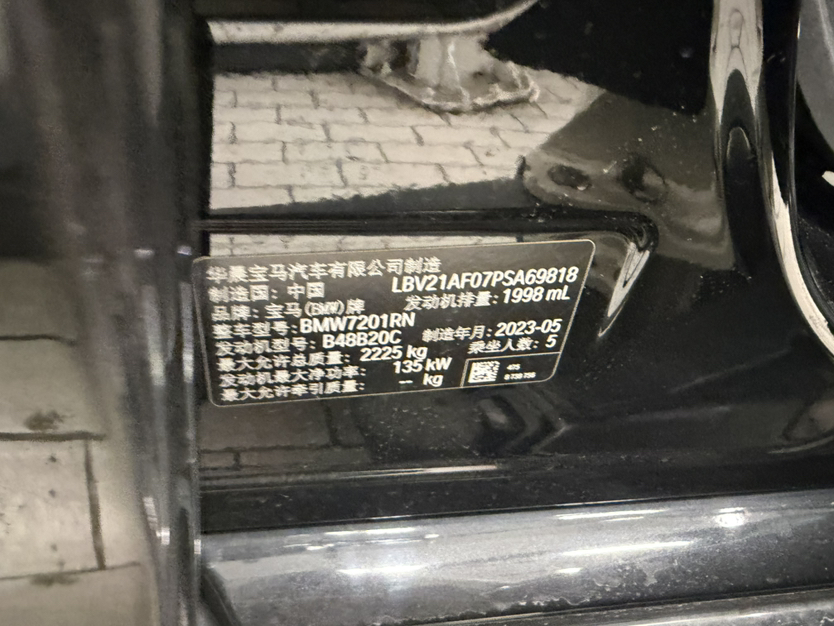 华晨宝马汽车有限公司制造
制造国：中国 LBV21AF07PSA69818
品牌：宝马(BMW)牌 发动机排量：1998 mL
整车型号：BMW7201RN
发动机型号：B48B20C 制造年月：2023-05
最大允许总质量： 2225 kg 乘坐人数：5
发动机最大净功率： 135 kW
最大允许牵引质量： -- kg
475